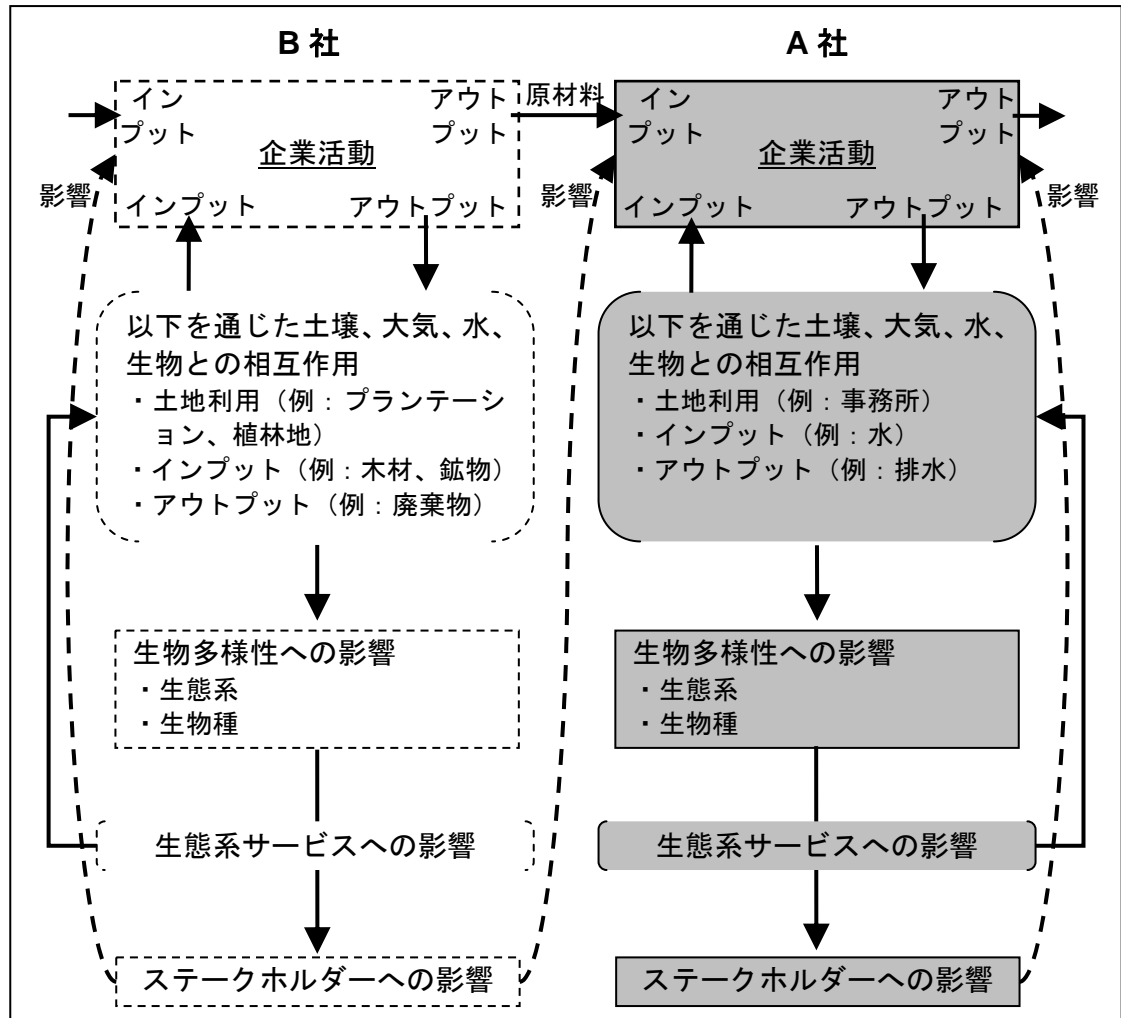 B 社
A 社
イン
プット
アウト
プット
企業活動
インプット
アウトプット
影響
原材料
イン
プット
アウト
プット
企業活動
インプット
アウトプット
影響
影響
以下を通じた土壌、大気、水、
生物との相互作用
・土地利用（例：プランテーシ
ョン、植林地）
・インプット（例：木材、鉱物）
・アウトプット（例：廃棄物）
以下を通じた土壌、大気、水、
生物との相互作用
・土地利用（例：事務所）
・インプット（例：水）
・アウトプット（例：排水）
生物多様性への影響
・生態系
・生物種
生物多様性への影響
・生態系
・生物種
生態系サービスへの影響
生態系サービスへの影響
ステークホルダーへの影響
ステークホルダーへの影響